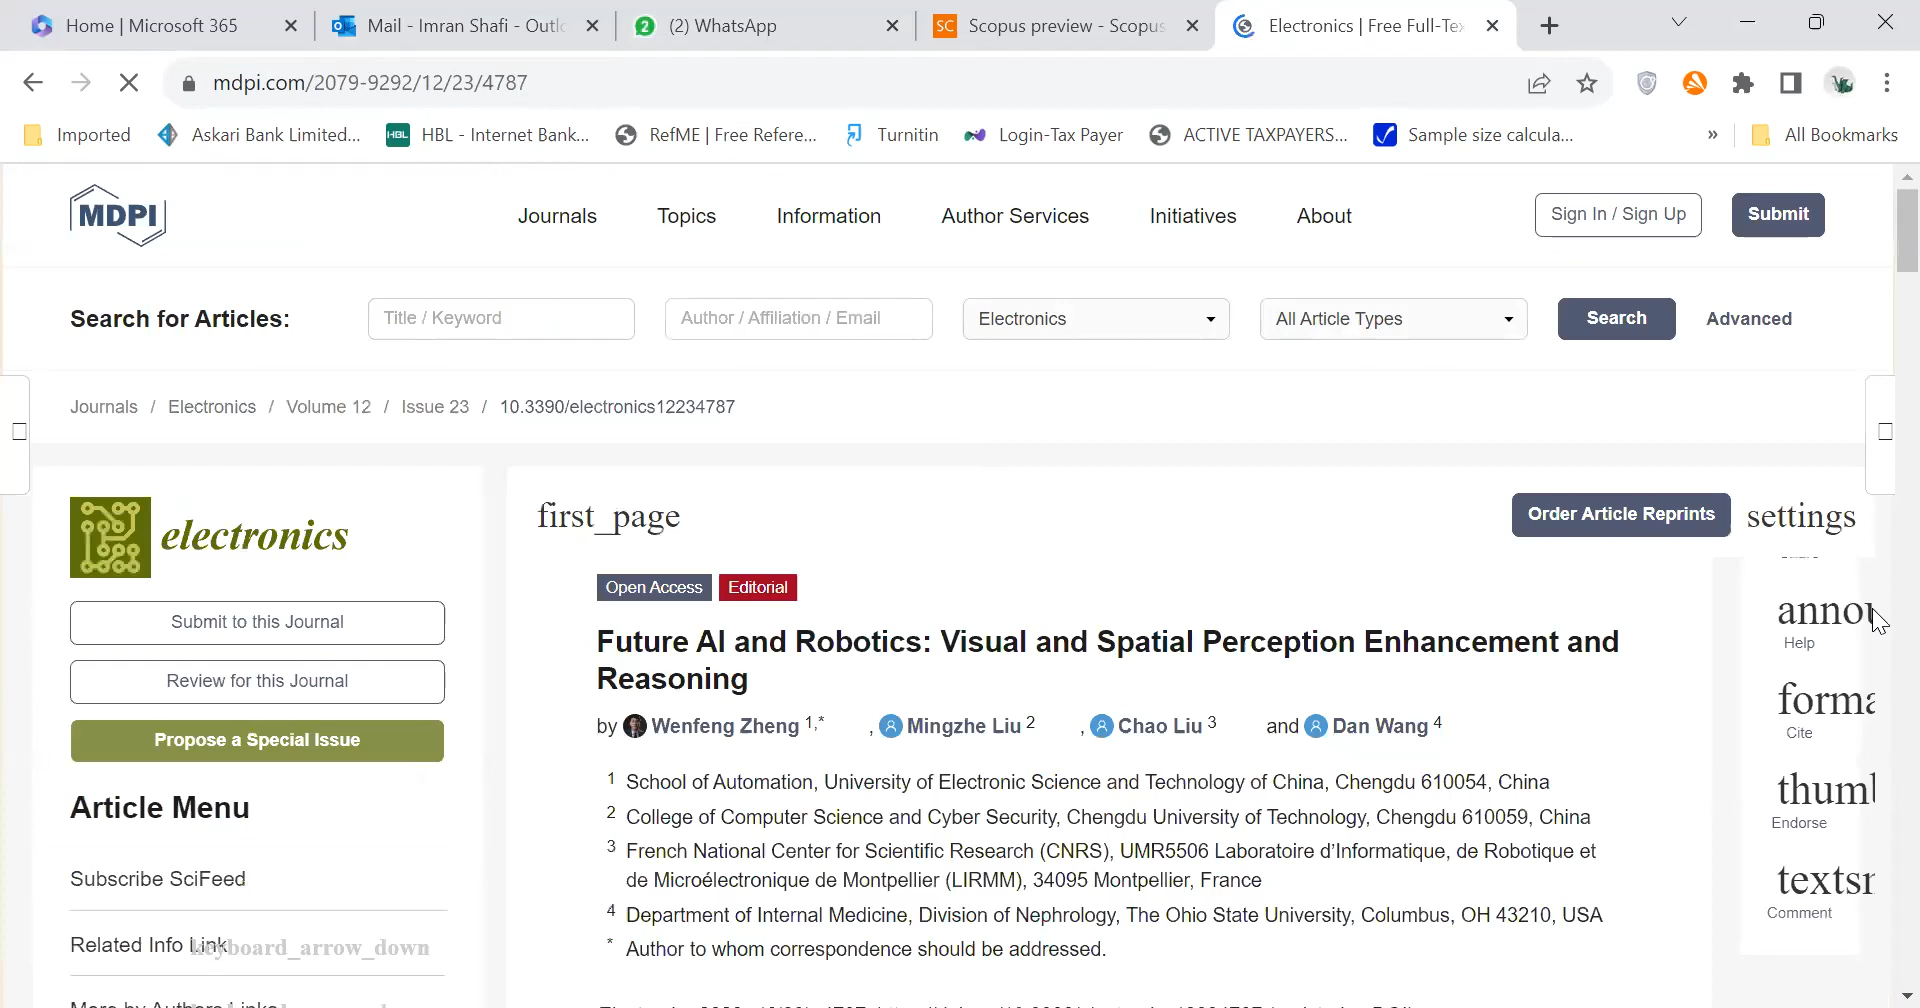 Home | Microsoft 365
Mail - Imran Shafi - Outlo
2 (2) WhatsApp
SC Scopus preview - Scopus
Electronics | Free Full-Tex
mdpi.com/2079-9292/12/23/4787
Imported
Askari Bank Limited...
HBL HBL - Internet Bank...
RefME | Free Refere...
Turnitin
Login-Tax Payer
ACTIVE TAXPAYERS...
Sample size calcula...
»
All Bookmarks
MDPI
Journals
Topics
Information
Author Services
Initiatives
About
Sign In / Sign Up
Submit
Search for Articles:
Title / Keyword
Author / Affiliation / Email
Electronics
All Article Types
Search
Advanced
Journals / Electronics / Volume 12 / Issue 23 / 10.3390/electronics12234787
electronics
Submit to this Journal
Review for this Journal
Propose a Special Issue
Article Menu
Subscribe SciFeed
Related Info Link
keyboard_arrow_down
first_page
Order Article Reprints
settings
Open Access
Editorial
Future AI and Robotics: Visual and Spatial Perception Enhancement and
Reasoning
by Wenfeng Zheng 1,* , Mingzhe Liu 2 , Chao Liu 3 and Dan Wang 4
1 School of Automation, University of Electronic Science and Technology of China, Chengdu 610054, China
2 College of Computer Science and Cyber Security, Chengdu University of Technology, Chengdu 610059, China
3 French National Center for Scientific Research (CNRS), UMR5506 Laboratoire d’Informatique, de Robotique et
de Microélectronique de Montpellier (LIRMM), 34095 Montpellier, France
4 Department of Internal Medicine, Division of Nephrology, The Ohio State University, Columbus, OH 43210, USA
* Author to whom correspondence should be addressed.
Help
forma
Cite
Endorse
Comment